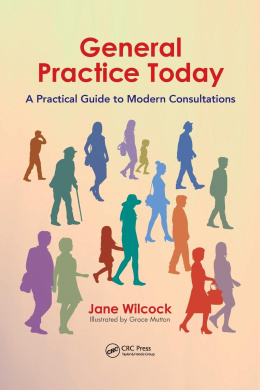 General
Practice Today
A Practical Guide to Modern Consultations
Jane Wilcock
Illustrated by Grace Mutton
CRC
CRC Press
Taylor & Francis Group